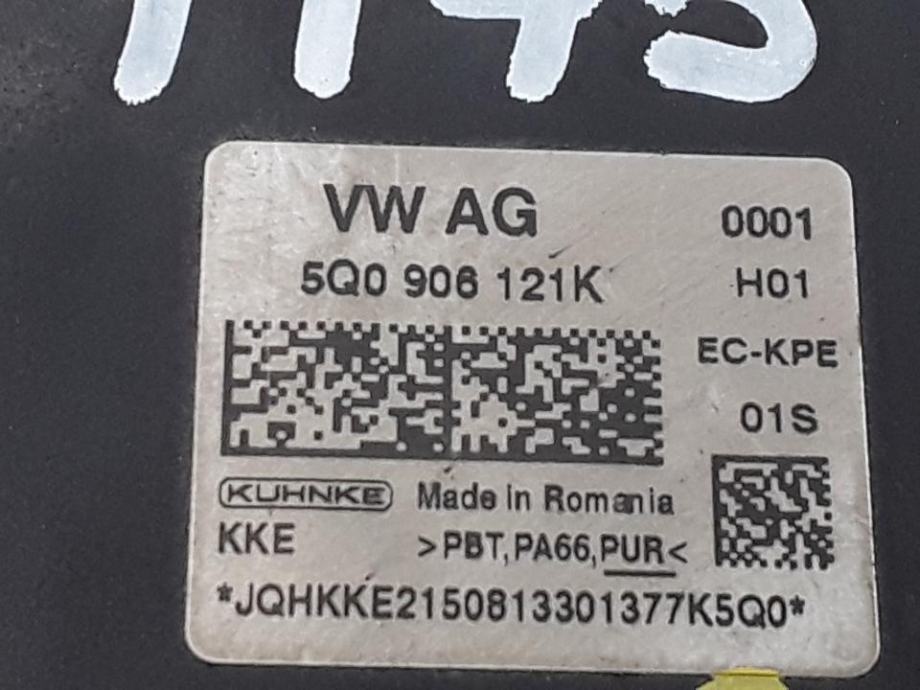 VW AG 0001
5Q0 906 121K H01
EC-KPE
01S
KUHNKE Made in Romania
KKE >PBT,PA66,PUR<
*JQHKKE2150813301377K5Q0*